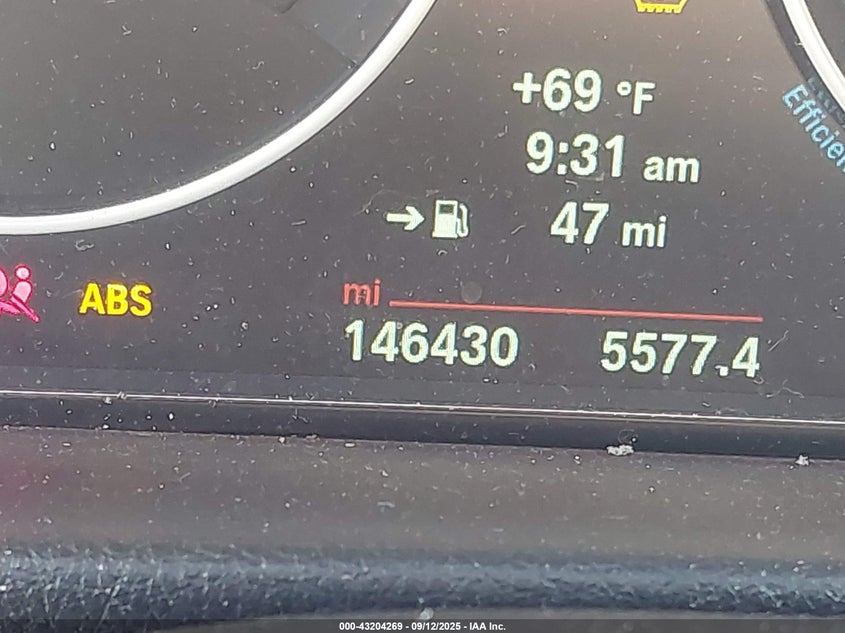 +69 °F
9:31 am
47 mi
ABS
mi
146430 5577.4
000-43204269 - 09/12/2025 - IAA Inc.